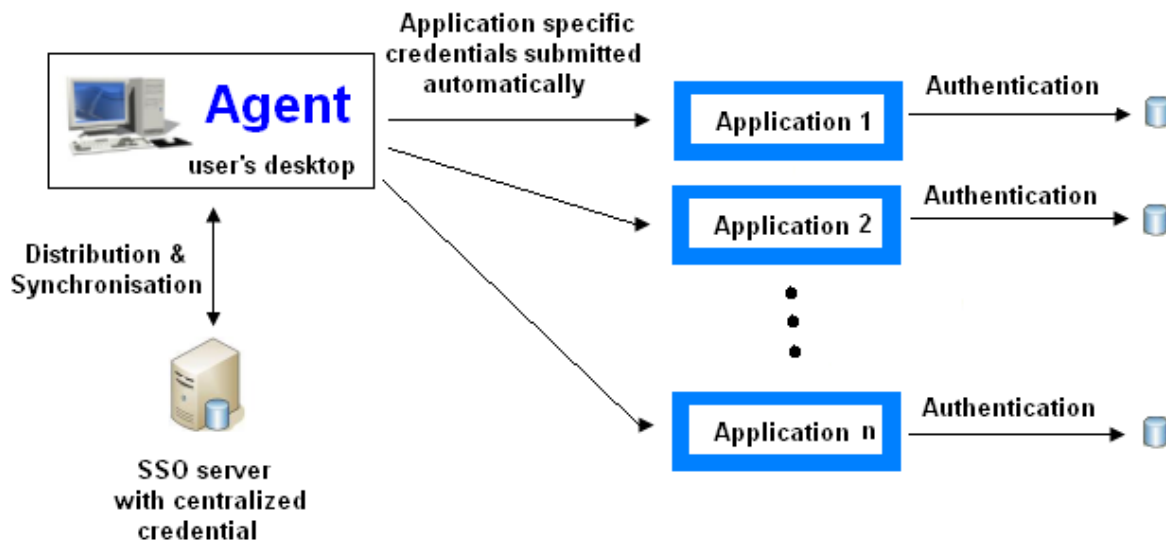 Application specific
credentials submitted
automatically
Agent
user's desktop
Distribution &
Synchronisation
SSO server
with centralized
credential
Application 1
Authentication
Application 2
Authentication
Application n
Authentication